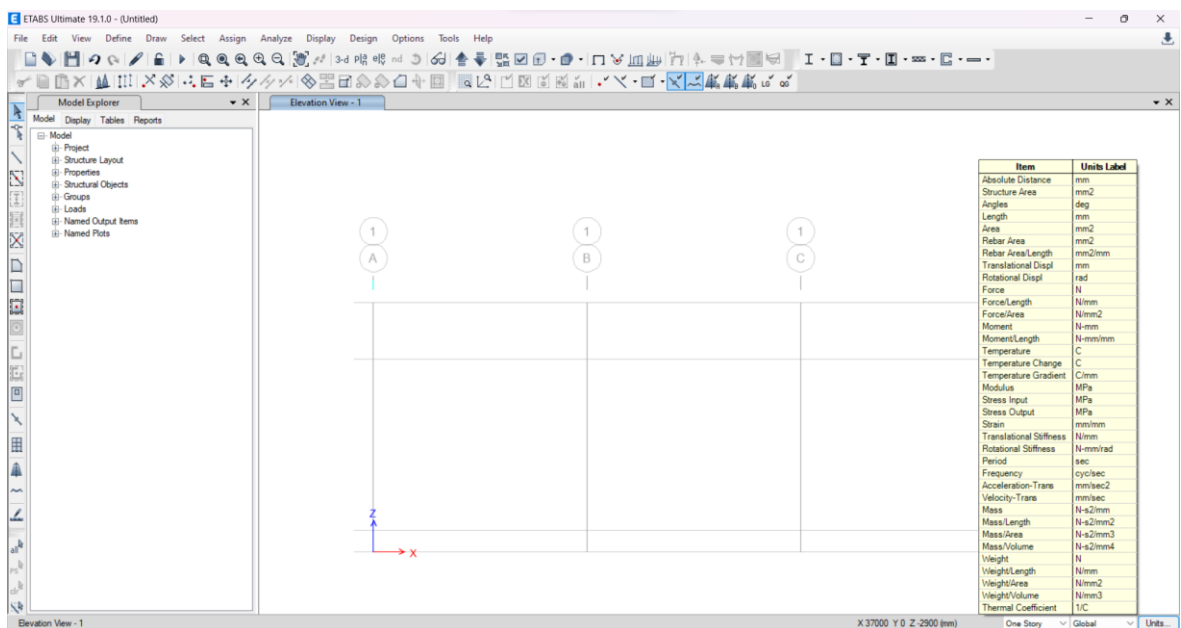 ETABS Ultimate 19.1.0 - (Untitled)
File Edit View Define Draw Select Assign Analyze Display Design Options Tools Help
3-d
nd
all
LG
QG
Model Explorer
Elevation View - 1
Model Display Tables Reports
Model
Project
Structure Layout
Properties
Structural Objects
Groups
Loads
Named Output Items
Named Plots
1 1 1
A B C
Z
X
Item Units Label
Absolute Distance mm
Structure Area mm2
Angles deg
Length mm
Area mm2
Rebar Area mm2
Rebar Area/Length mm2/mm
Translational Displ mm
Rotational Displ rad
Force N
Force/Length N/mm
Force/Area N/mm2
Moment N-mm
Moment/Length N-mm/mm
Temperature C
Temperature Change C
Temperature Gradient C/mm
Modulus MPa
Stress Input MPa
Stress Output MPa
Strain mm/mm
Translational Stiffness N/mm
Rotational Stiffness N-mm/rad
Period sec
Frequency cyc/sec
Acceleration-Trans mm/sec2
Velocity-Trans mm/sec
Mass N-s2/mm
Mass/Length N-s2/mm2
Mass/Area N-s2/mm3
Mass/Volume N-s2/mm4
Weight N
Weight/Length N/mm
Weight/Area N/mm2
Weight/Volume N/mm3
Thermal Coefficient 1/C
all
ps
clr
Elevation View - 1
X 37000 Y 0 Z -2900 (mm)
One Story
Global
Units...